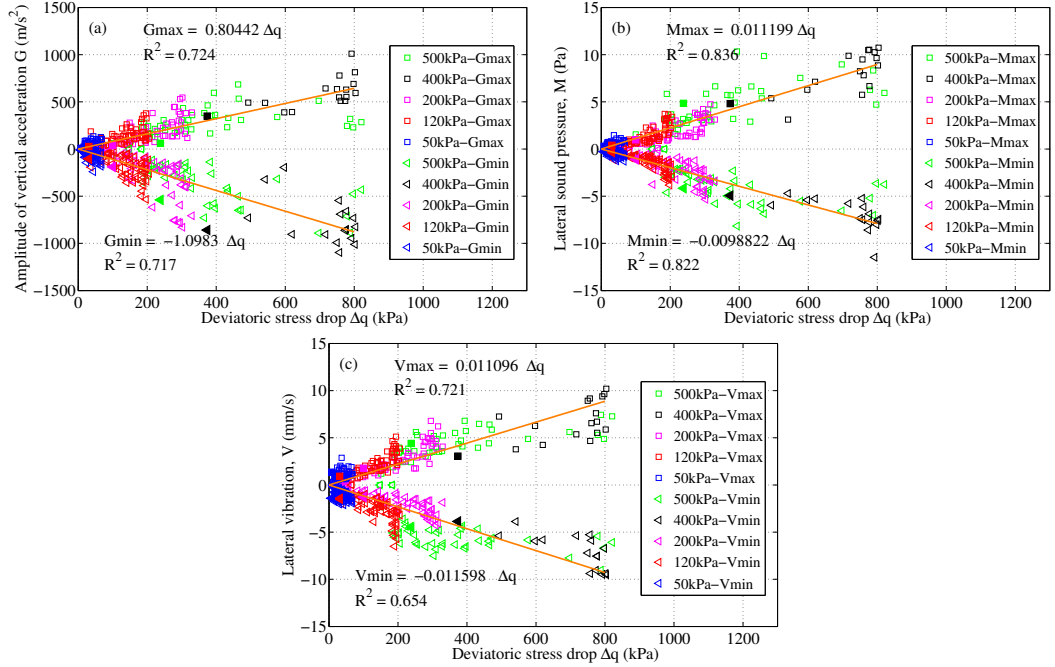 (a)
Gmax = 0.80442 Δq
R² = 0.724
Gmin = −1.0983 Δq
R² = 0.717
Amplitude of vertical acceleration G (m/s²)
1500
1000
500
0
−500
−1000
−1500
0 200 400 600 800 1000 1200
Deviatoric stress drop Δq (kPa)
500kPa−Gmax
400kPa−Gmax
200kPa−Gmax
120kPa−Gmax
50kPa−Gmax
500kPa−Gmin
400kPa−Gmin
200kPa−Gmin
120kPa−Gmin
50kPa−Gmin
(b)
Mmax = 0.011199 Δq
R² = 0.836
Mmin = −0.0098822 Δq
R² = 0.822
Lateral sound pressure, M (Pa)
15
10
5
0
−5
−10
−15
0 200 400 600 800 1000 1200
Deviatoric stress drop Δq (kPa)
500kPa−Mmax
400kPa−Mmax
200kPa−Mmax
120kPa−Mmax
50kPa−Mmax
500kPa−Mmin
400kPa−Mmin
200kPa−Mmin
120kPa−Mmin
50kPa−Mmin
(c)
Vmax = 0.011096 Δq
R² = 0.721
Vmin = −0.011598 Δq
R² = 0.654
Lateral vibration, V (mm/s)
15
10
5
0
−5
−10
−15
0 200 400 600 800 1000 1200
Deviatoric stress drop Δq (kPa)
500kPa−Vmax
400kPa−Vmax
200kPa−Vmax
120kPa−Vmax
50kPa−Vmax
500kPa−Vmin
400kPa−Vmin
200kPa−Vmin
120kPa−Vmin
50kPa−Vmin